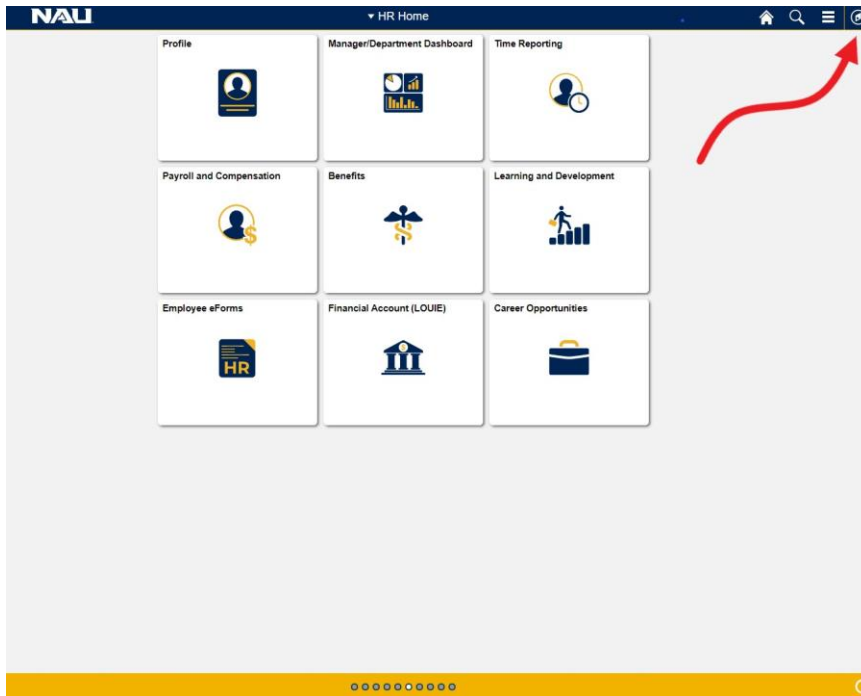 NAU
HR Home
Profile
Manager/Department Dashboard
Time Reporting
Payroll and Compensation
Benefits
Learning and Development
$
Employee eForms
Financial Account (LOUIE)
Career Opportunities
HR